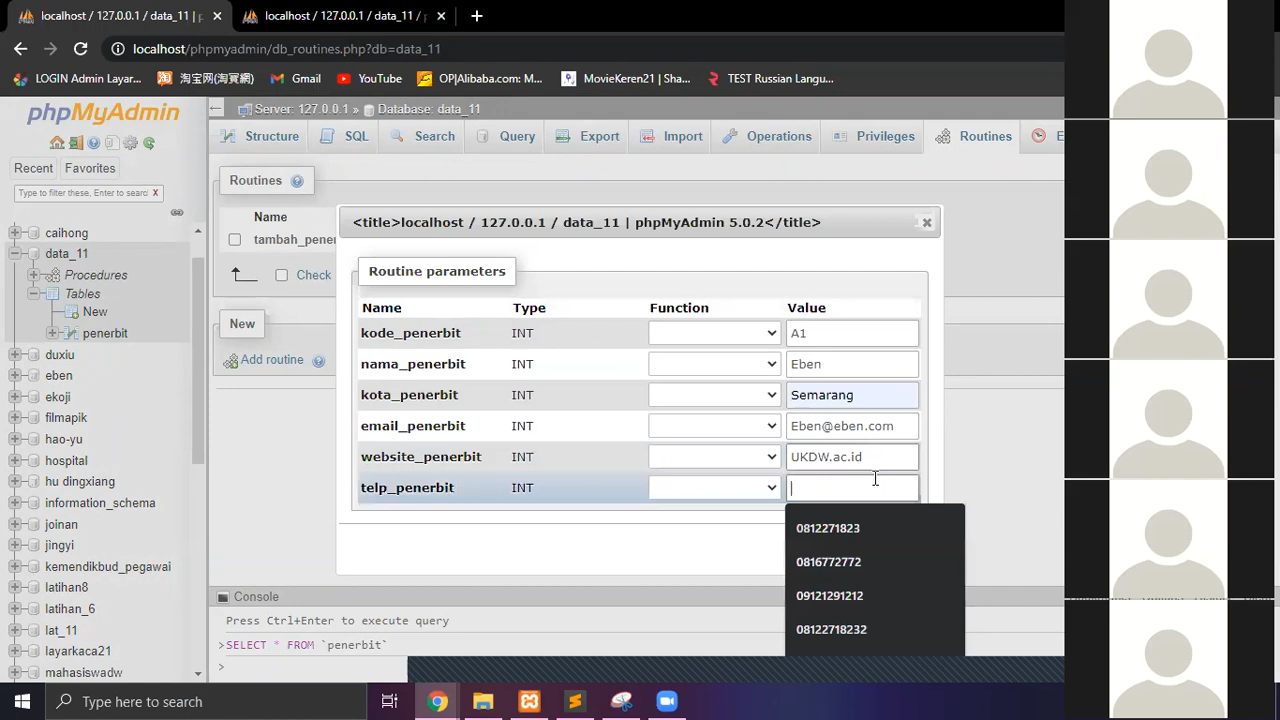 localhost / 127.0.0.1 / data_11 |
localhost / 127.0.0.1 / data_11 /
localhost/phpmyadmin/db_routines.php?db=data_11
LOGIN Admin Layar...
淘宝网(淘買網)
Gmail
YouTube
OP|Alibaba.com: M...
MovieKeren21 | Sha...
TEST Russian Langu...
phpMyAdmin
Server: 127.0.0.1 » Database: data_11
Structure
SQL
Search
Query
Export
Import
Operations
Privileges
Routines
E
Recent
Favorites
Type to filter these, Enter to search
X
caihong
data_11
Procedures
Tables
New
penerbit
duxiu
eben
ekoji
filmapik
hao-yu
hospital
hu dingxiang
information_schema
joinan
jingyi
kemendikbud_pegawai
latihan8
latihan_6
lat_11
layarkaca21
mahasiswadw
Routines
Name
tambah_pener
Check
New
Add routine
<title>localhost / 127.0.0.1 / data_11 | phpMyAdmin 5.0.2</title>
Routine parameters
Name Type Function Value
kode_penerbit INT A1
nama_penerbit INT Eben
kota_penerbit INT Semarang
email_penerbit INT Eben@eben.com
website_penerbit INT UKDW.ac.id
telp_penerbit INT
0812271823
0816772772
09121291212
08122718232
Console
Press Ctrl+Enter to execute query
>SELECT * FROM `penerbit`
>
Type here to search